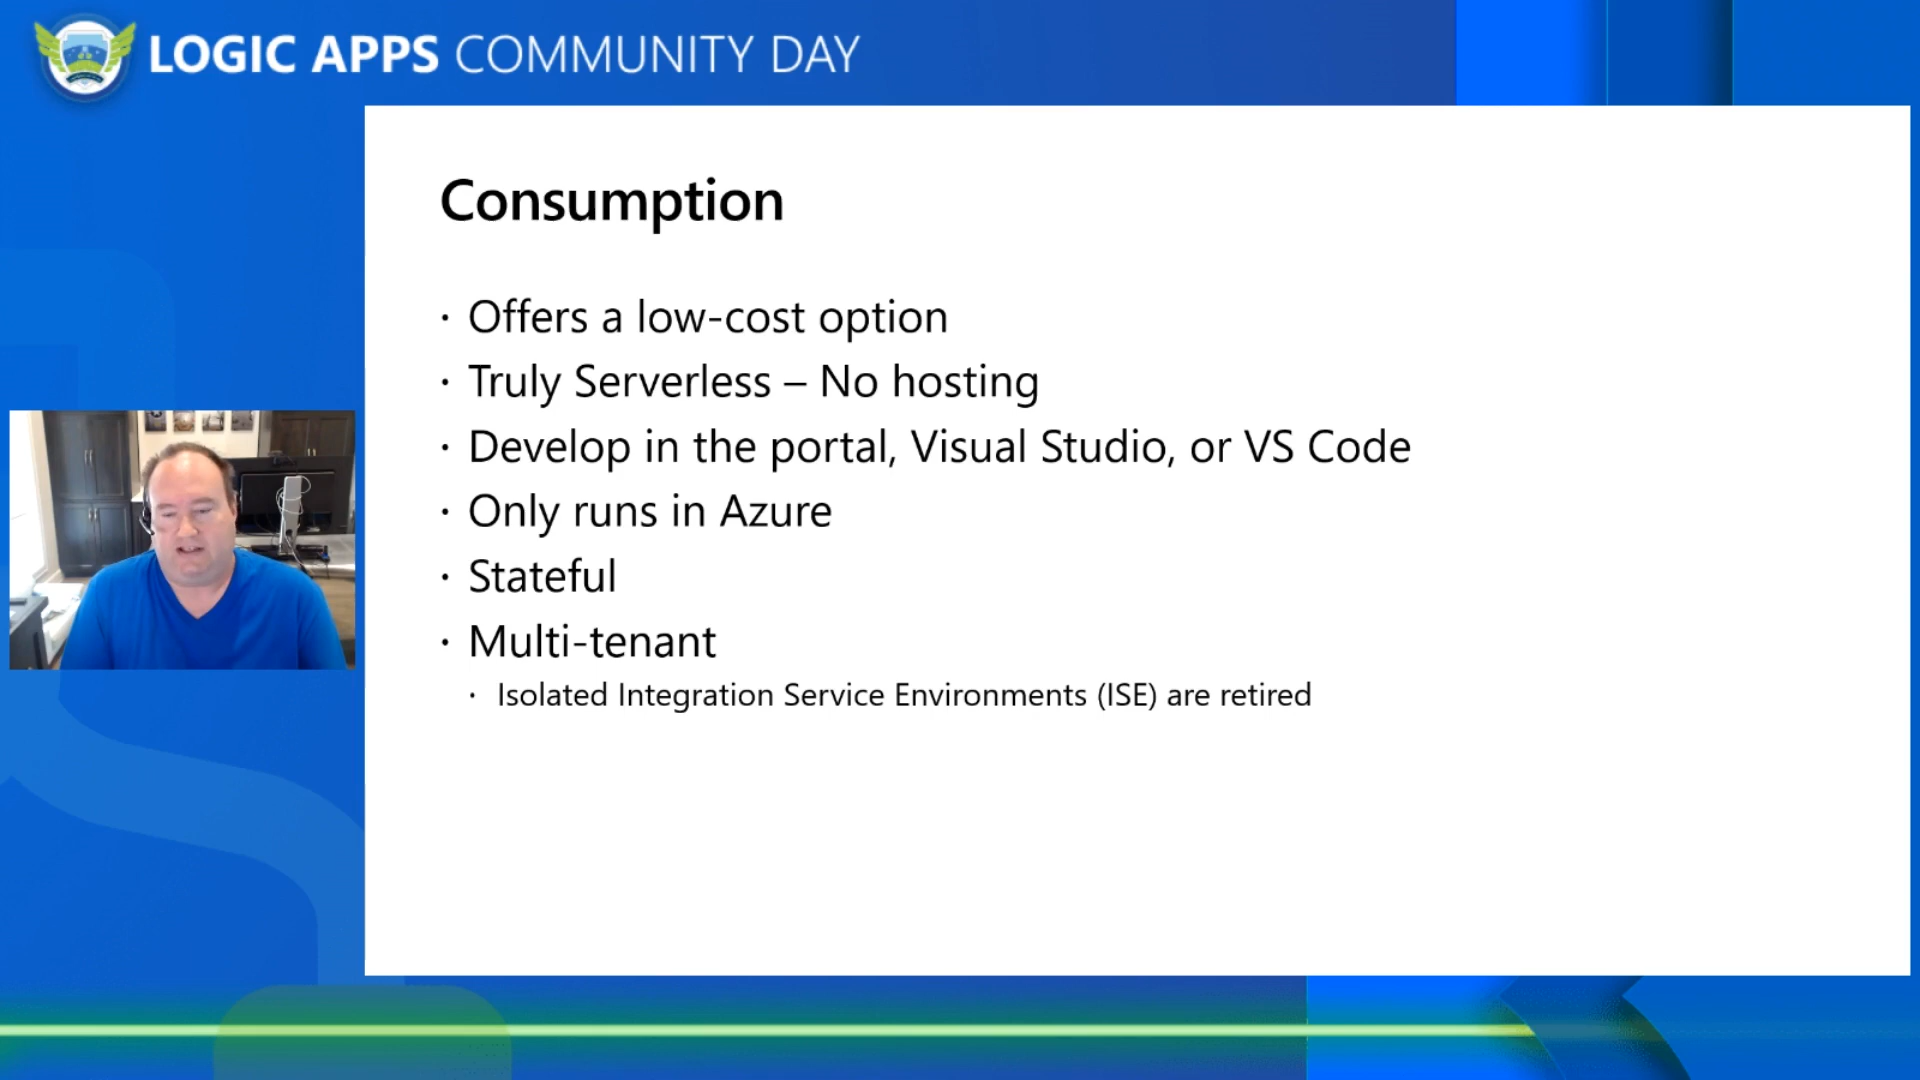 LOGIC APPS COMMUNITY DAY
Consumption
· Offers a low-cost option
· Truly Serverless – No hosting
· Develop in the portal, Visual Studio, or VS Code
· Only runs in Azure
· Stateful
· Multi-tenant
· Isolated Integration Service Environments (ISE) are retired